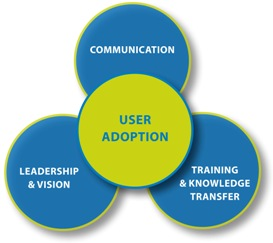 COMMUNICATION
USER
ADOPTION
LEADERSHIP
& VISION
TRAINING
& KNOWLEDGE
TRANSFER